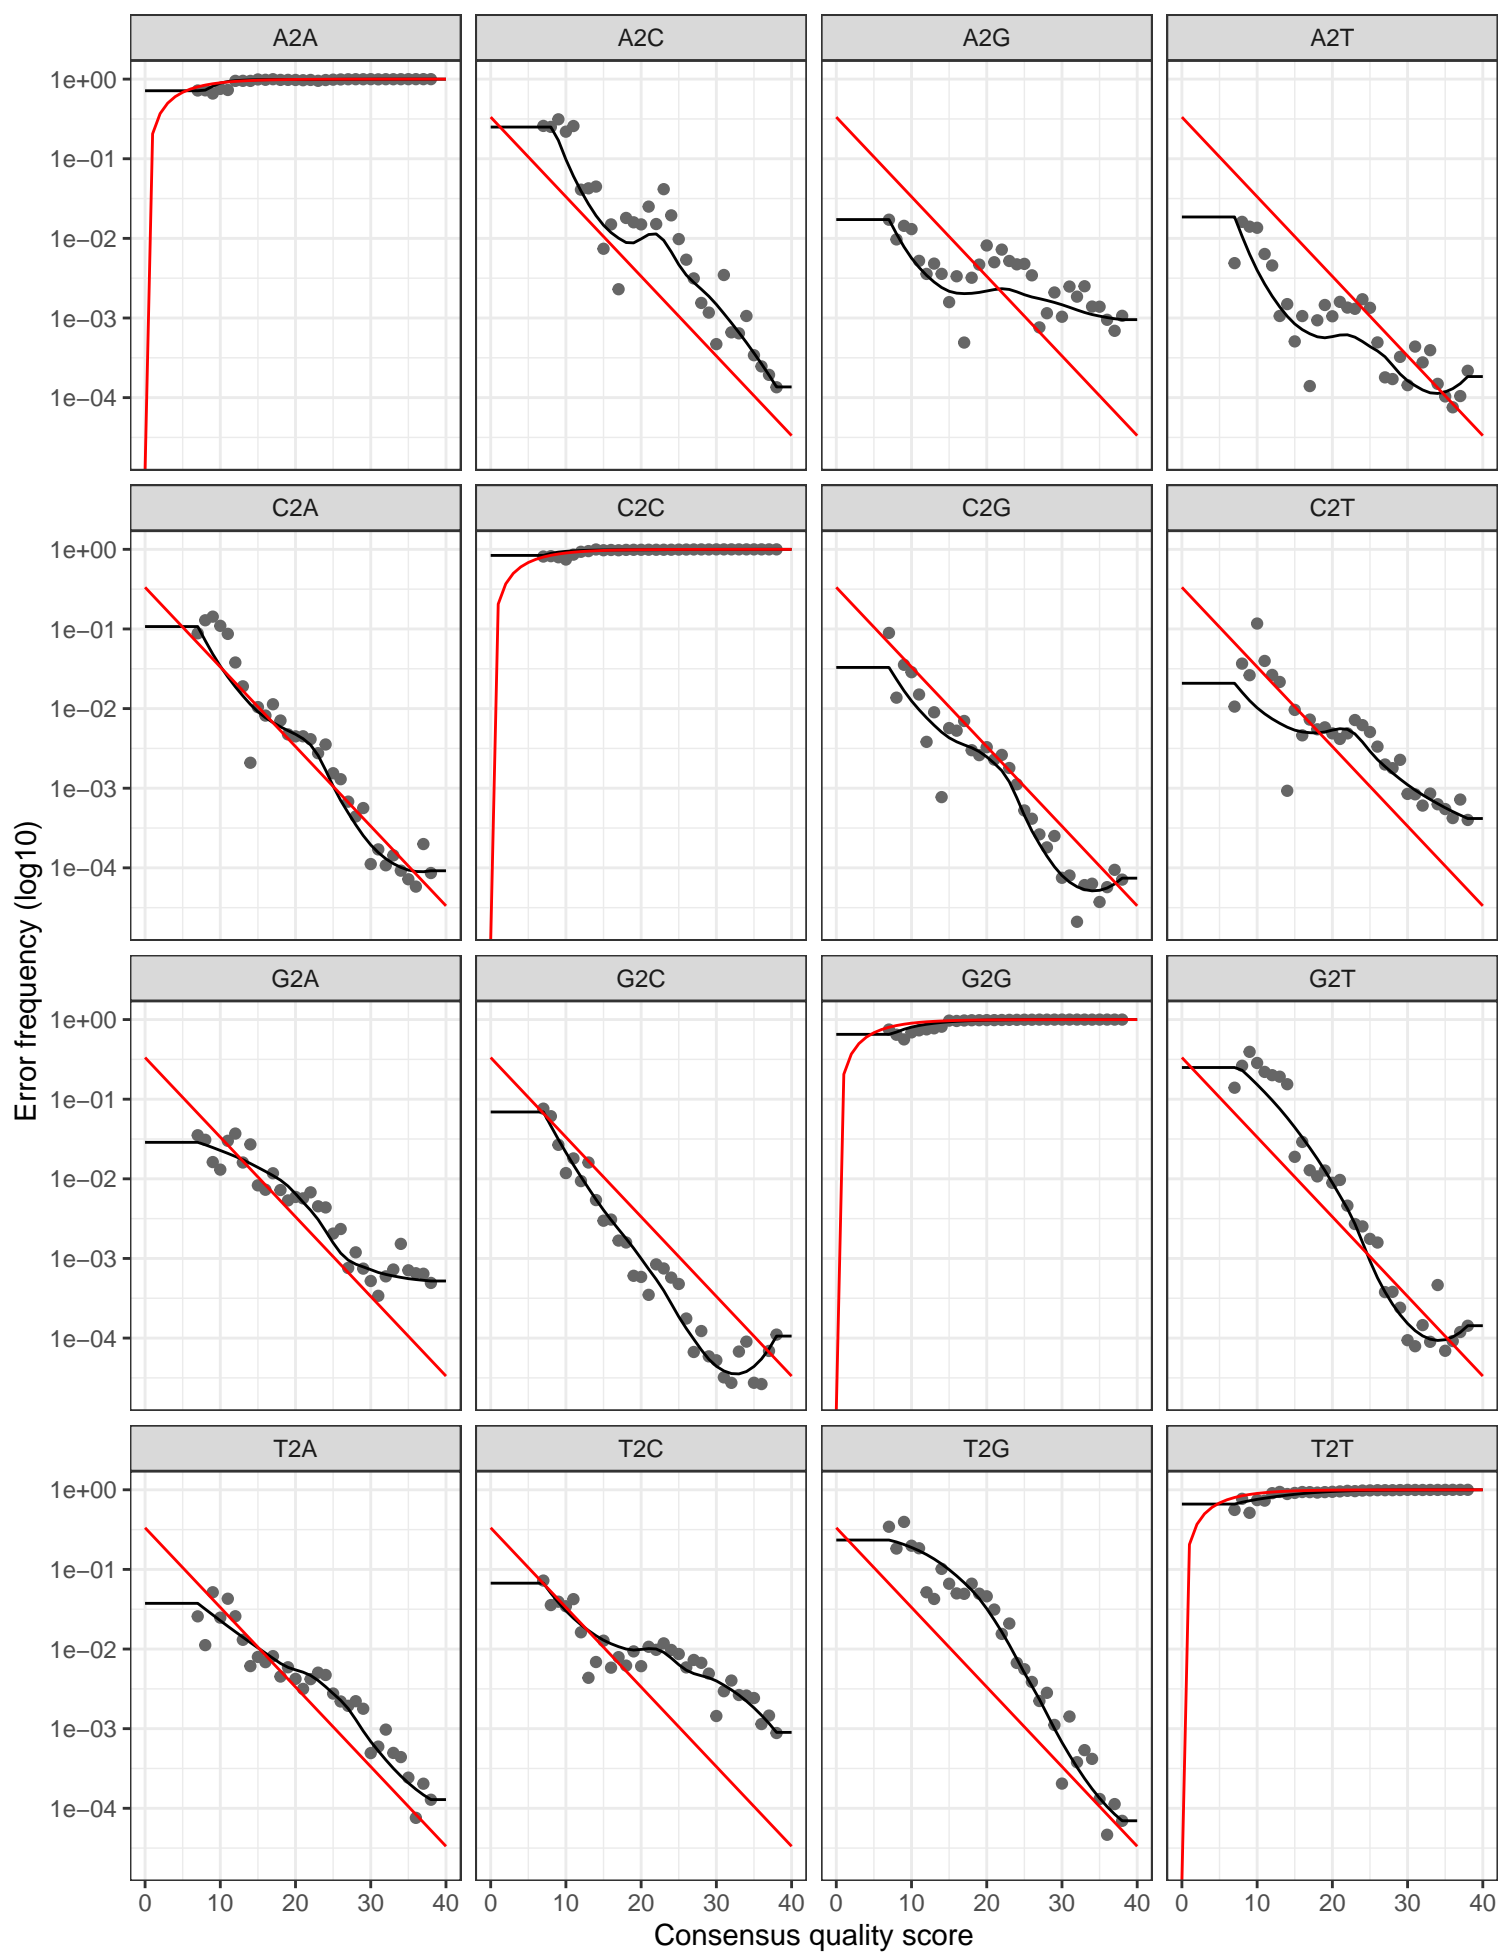 A2A A2C A2G A2T
1e+00
1e−01
1e−02
1e−03
1e−04
C2A C2C C2G C2T
1e+00
1e−01
1e−02
1e−03
1e−04
G2A G2C G2G G2T
1e+00
1e−01
1e−02
1e−03
1e−04
T2A T2C T2G T2T
1e+00
1e−01
1e−02
1e−03
1e−04
0 10 20 30 40 0 10 20 30 40 0 10 20 30 40 0 10 20 30 40
Consensus quality score
Error frequency (log10)